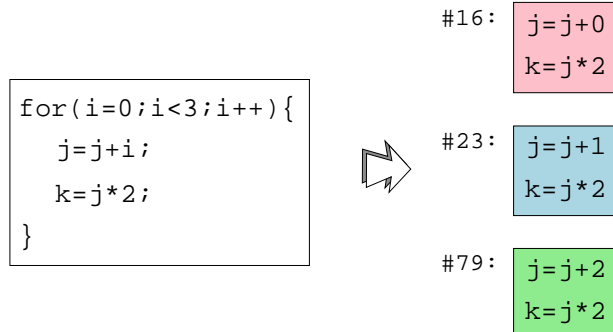 for(i=0;i<3;i++){
j=j+i;
k=j*2;
}
#16:
j=j+0
k=j*2
#23:
j=j+1
k=j*2
#79:
j=j+2
k=j*2